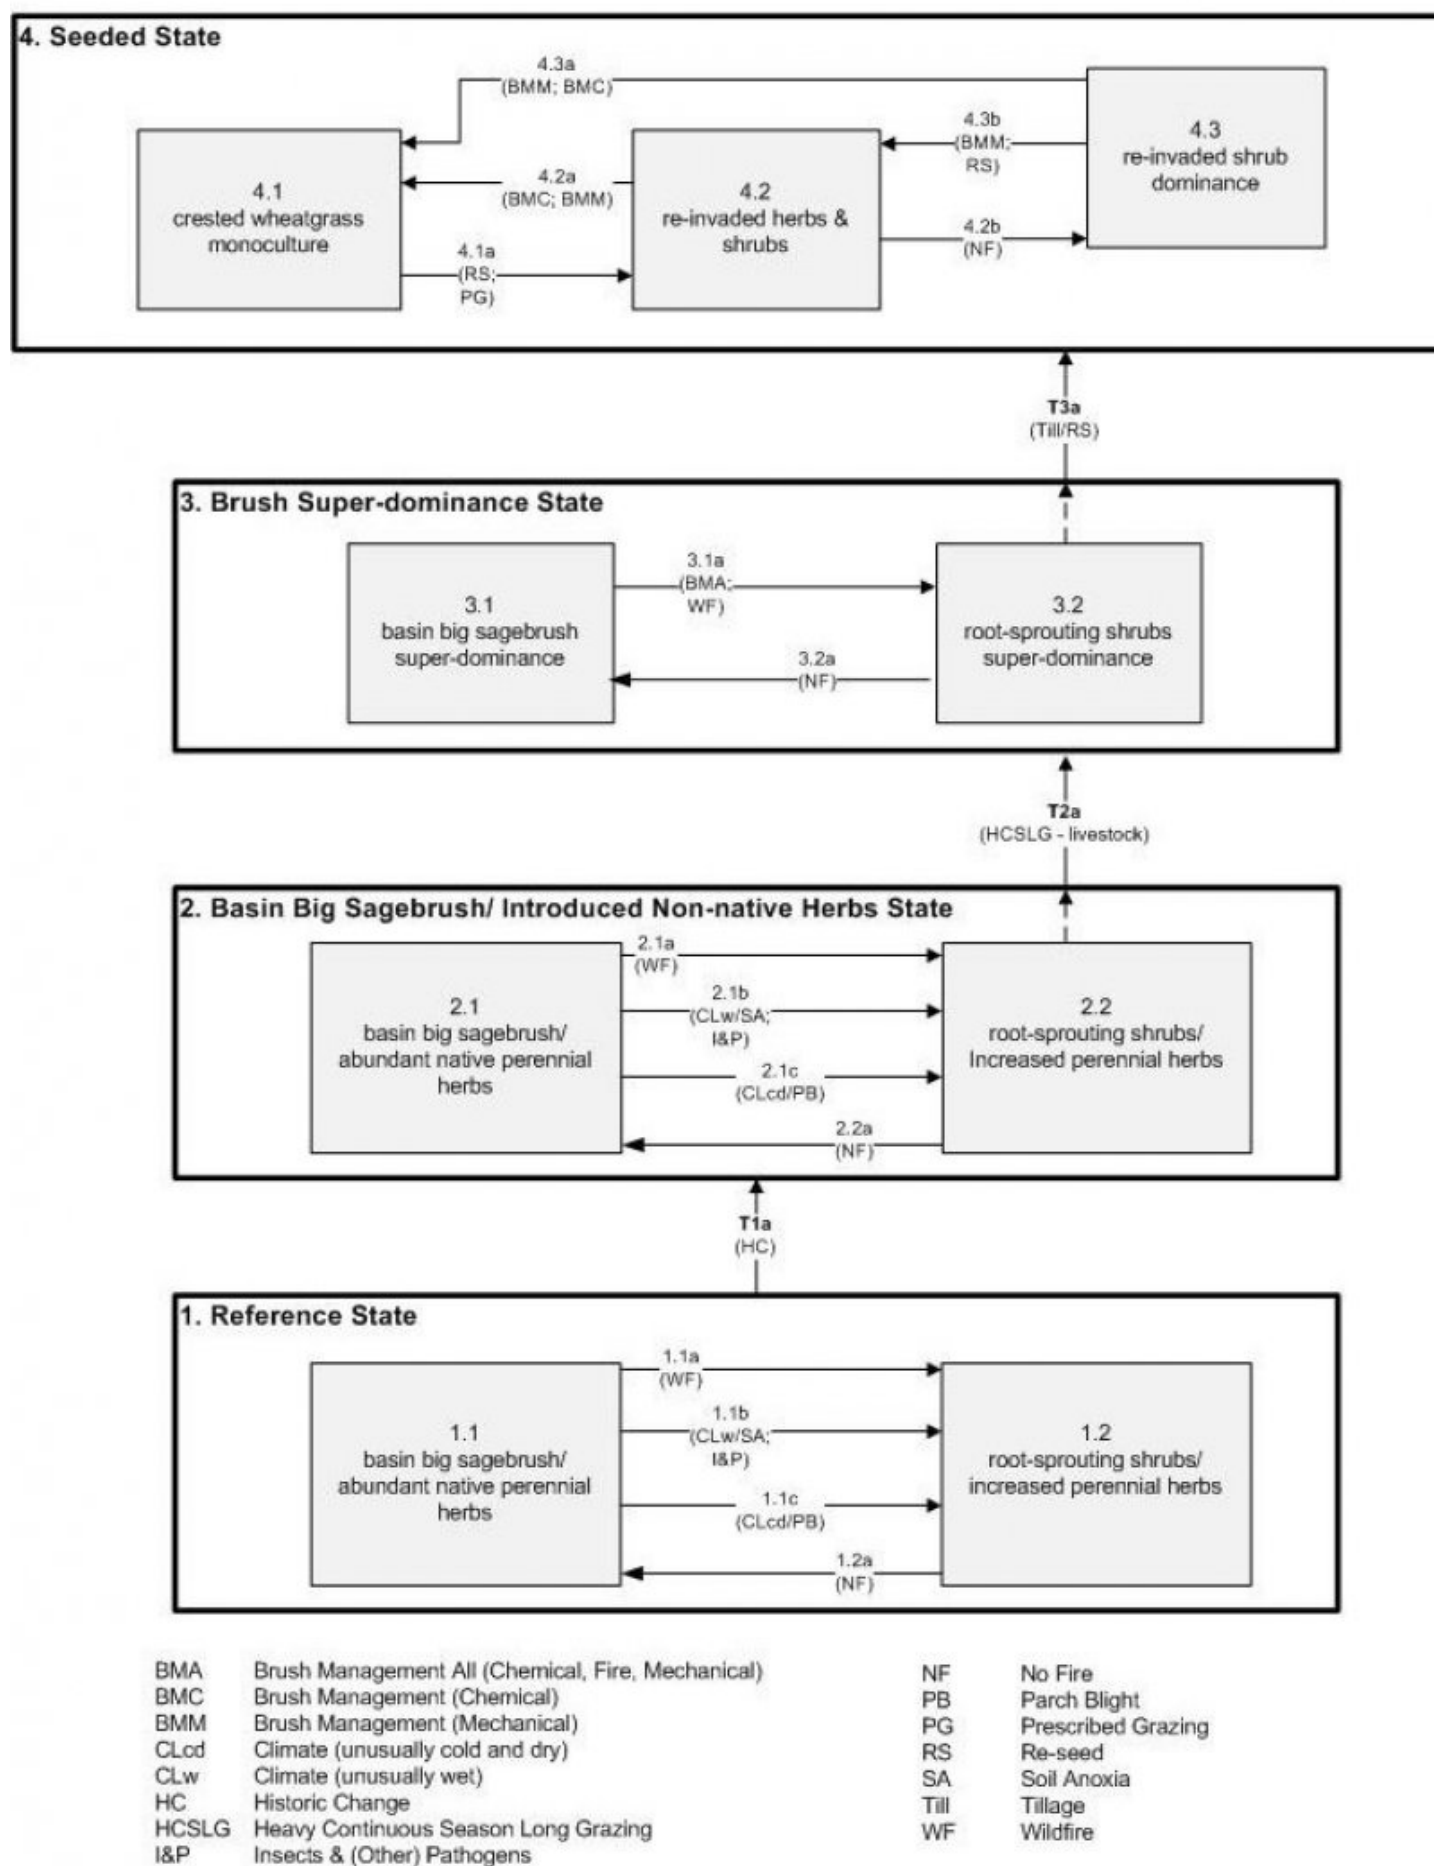 4. Seeded State
4.3a
(BMM; BMC)
4.3b
(BMM;
RS)
4.3
re-invaded shrub
dominance
4.1
crested wheatgrass
monoculture
4.2a
(BMC; BMM)
4.1a
(RS;
PG)
4.2
re-invaded herbs &
shrubs
4.2b
(NF)
T3a
(Till/RS)
3. Brush Super-dominance State
3.1
basin big sagebrush
super-dominance
3.1a
(BMA;
WF)
3.2a
(NF)
3.2
root-sprouting shrubs
super-dominance
T2a
(HCSLG - livestock)
2. Basin Big Sagebrush/ Introduced Non-native Herbs State
2.1
basin big sagebrush/
abundant native perennial
herbs
2.1a
(WF)
2.1b
(CLw/SA;
I&P)
2.1c
(CLcd/PB)
2.2a
(NF)
2.2
root-sprouting shrubs/
Increased perennial herbs
T1a
(HC)
1. Reference State
1.1
basin big sagebrush/
abundant native perennial
herbs
1.1a
(WF)
1.1b
(CLw/SA;
I&P)
1.1c
(CLcd/PB)
1.2a
(NF)
1.2
root-sprouting shrubs/
increased perennial herbs
BMA Brush Management All (Chemical, Fire, Mechanical)
BMC Brush Management (Chemical)
BMM Brush Management (Mechanical)
CLcd Climate (unusually cold and dry)
CLw Climate (unusually wet)
HC Historic Change
HCSLG Heavy Continuous Season Long Grazing
I&P Insects & (Other) Pathogens
NF No Fire
PB Parch Blight
PG Prescribed Grazing
RS Re-seed
SA Soil Anoxia
Till Tillage
WF Wildfire